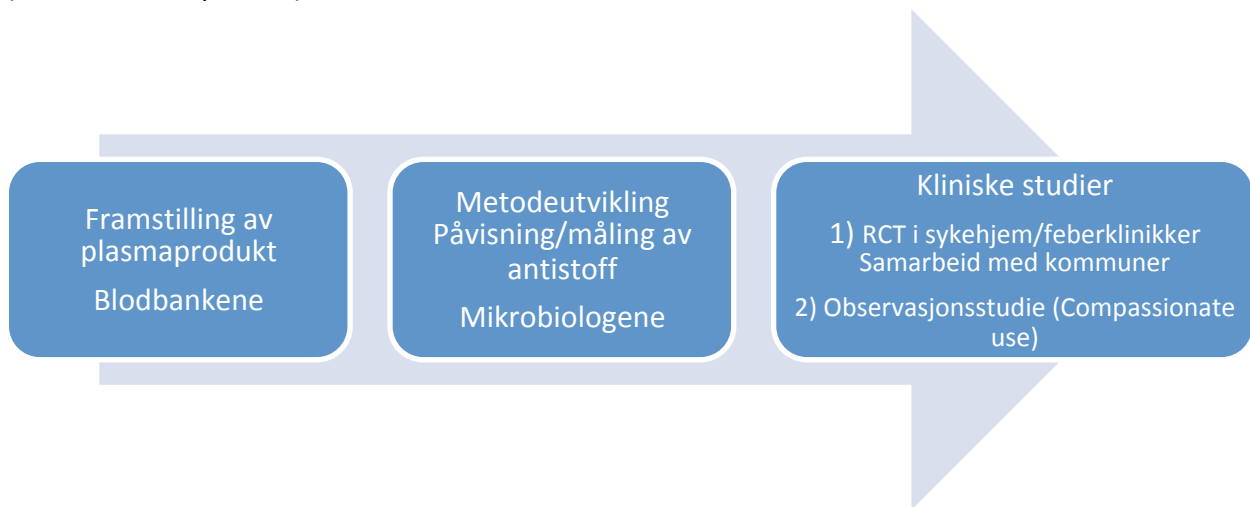 Framstilling av
plasmaprodukt
Blodbankene
Metodeutvikling
Påvisning/måling av
antistoff
Mikrobiologene
Kliniske studier
1) RCT i sykehjem/feberklinikker
Samarbeid med kommuner
2) Observasjonsstudie (Compassionate
use)